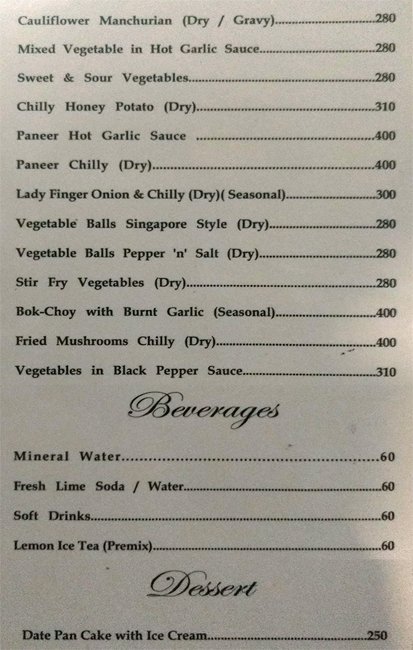 Cauliflower Manchurian (Dry / Gravy)..........................280
Mixed Vegetable in Hot Garlic Sauce..............................280
Sweet & Sour Vegetables................................................280
Chilly Honey Potato (Dry)..............................................310
Paneer Hot Garlic Sauce ................................................400
Paneer Chilly (Dry).........................................................400
Lady Finger Onion & Chilly (Dry)( Seasonal).......................300
Vegetable Balls Singapore Style (Dry)...........................280
Vegetable Balls Pepper 'n' Salt (Dry)..............................280
Stir Fry Vegetables (Dry)................................................280
Bok-Choy with Burnt Garlic (Seasonal)..........................400
Fried Mushrooms Chilly (Dry)........................................400
Vegetables in Black Pepper Sauce..................................310
Beverages
Mineral Water..................................................60
Fresh Lime Soda / Water..................................................60
Soft Drinks..........................................................................60
Lemon Ice Tea (Premix).........................................................60
Dessert
Date Pan Cake with Ice Cream........................................250